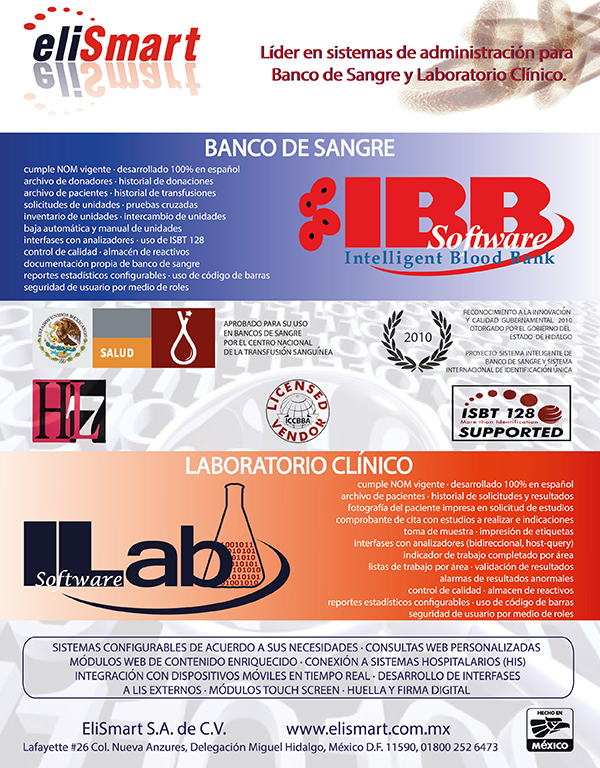 eliSmart
Líder en sistemas de administración para
Banco de Sangre y Laboratorio Clínico.
BANCO DE SANGRE
cumple NOM vigente · desarrollado 100% en español
archivo de donadores · historial de donaciones
archivo de pacientes · historial de transfusiones
solicitudes de unidades · pruebas cruzadas
inventario de unidades · intercambio de unidades
baja automática y manual de unidades
interfases con analizadores · uso de ISBT 128
control de calidad · almacén de reactivos
documentación propia de banco de sangre
reportes estadísticos configurables · uso de código de barras
seguridad de usuario por medio de roles
IBB
Software
Intelligent Blood Bank
ESTADOS UNIDOS MEXICANOS
SALUD
APROBADO PARA SU USO
EN BANCOS DE SANGRE
POR EL CENTRO NACIONAL
DE LA TRANSFUSIÓN SANGUÍNEA
2010
RECONOCIMIENTO A LA INNOVACIÓN
Y CALIDAD GUBERNAMENTAL 2010
OTORGADO POR EL GOBIERNO DEL
ESTADO DE HIDALGO
PROYECTO: SISTEMA INTELIGENTE DE
BANCO DE SANGRE Y SISTEMA
INTERNACIONAL DE IDENTIFICACIÓN UNICA
HL7
LICENSED
ICCBBA
VENDOR
ISBT 128
More than Identification
SUPPORTED
LABORATORIO CLÍNICO
cumple NOM vigente · desarrollado 100% en español
archivo de pacientes · historial de solicitudes y resultados
fotografía del paciente impresa en solicitud de estudios
comprobante de cita con estudios a realizar e indicaciones
toma de muestra · impresión de etiquetas
interfases con analizadores (bidireccional, host-query)
indicador de trabajo completado por área
listas de trabajo por área · validación de resultados
alarmas de resultados anormales
control de calidad · almacen de reactivos
reportes estadísticos configurables · uso de código de barras
seguridad de usuario por medio de roles
ILab
Software
SISTEMAS CONFIGURABLES DE ACUERDO A SUS NECESIDADES · CONSULTAS WEB PERSONALIZADAS
MÓDULOS WEB DE CONTENIDO ENRIQUECIDO · CONEXIÓN A SISTEMAS HOSPITALARIOS (HIS)
INTEGRACIÓN CON DISPOSITIVOS MÓVILES EN TIEMPO REAL · DESARROLLO DE INTERFASES
A LIS EXTERNOS · MÓDULOS TOUCH SCREEN · HUELLA Y FIRMA DIGITAL
EliSmart S.A. de C.V. www.elismart.com.mx
Lafayette #26 Col. Nueva Anzures, Delegación Miguel Hidalgo, México D.F. 11590, 01800 252 6473
HECHO EN
MÉXICO